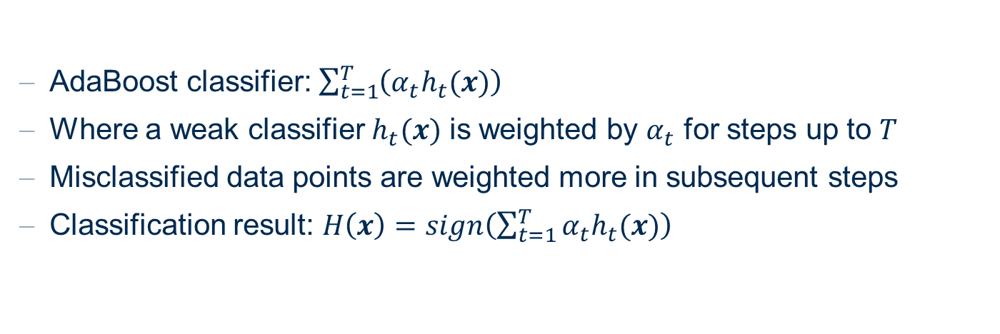 – AdaBoost classifier: $\sum_{t=1}^{T}(\alpha_t h_t(\boldsymbol{x}))$
– Where a weak classifier $h_t(\boldsymbol{x})$ is weighted by $\alpha_t$ for steps up to $T$
– Misclassified data points are weighted more in subsequent steps
– Classification result: $H(\boldsymbol{x}) = sign(\sum_{t=1}^{T} \alpha_t h_t(\boldsymbol{x}))$